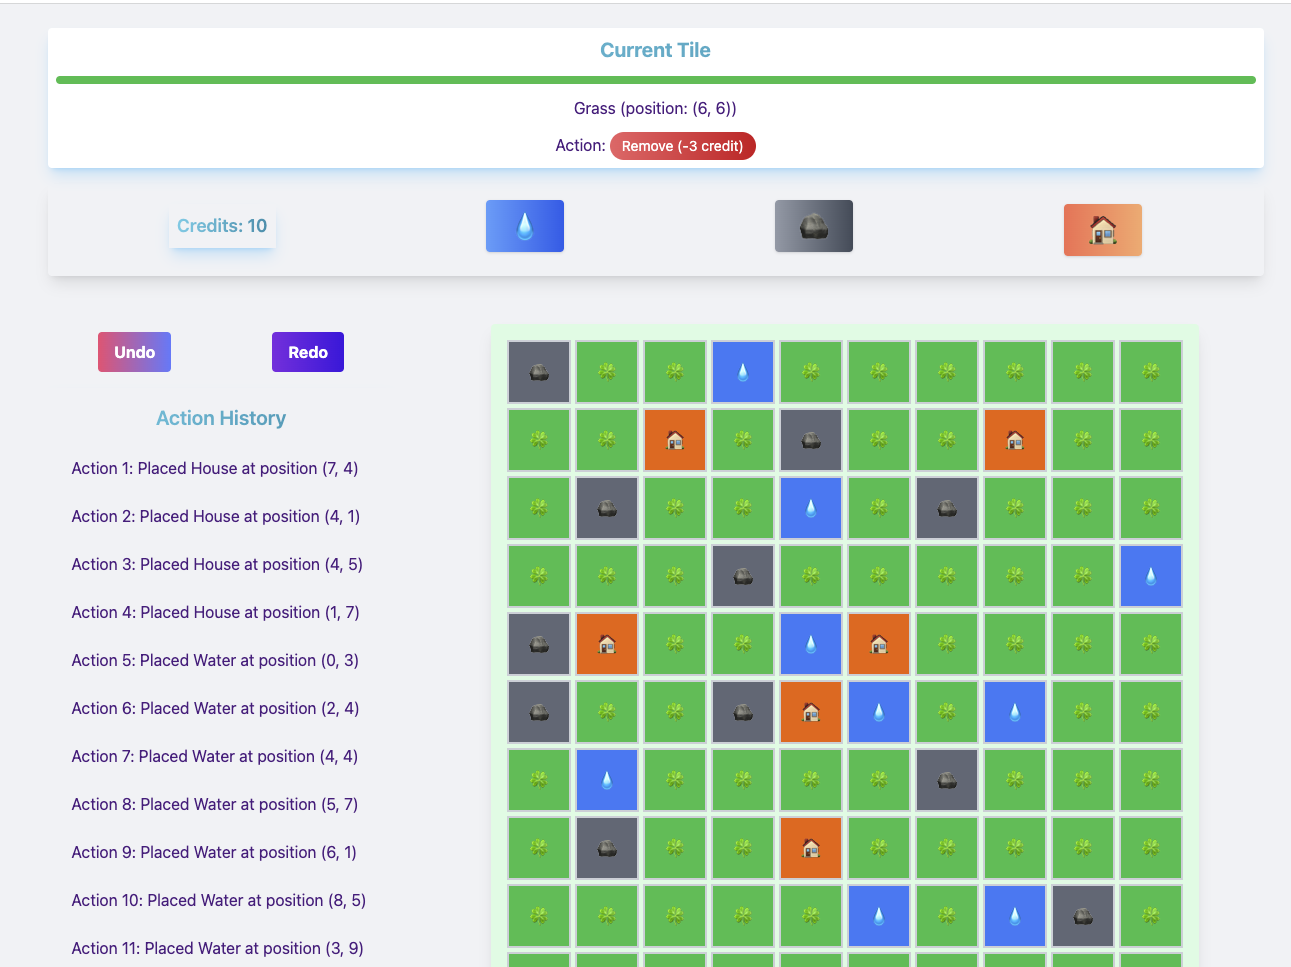 Current Tile
Grass (position: (6, 6))
Action: Remove (-3 credit)
Credits: 10
Undo
Redo
Action History
Action 1: Placed House at position (7, 4)
Action 2: Placed House at position (4, 1)
Action 3: Placed House at position (4, 5)
Action 4: Placed House at position (1, 7)
Action 5: Placed Water at position (0, 3)
Action 6: Placed Water at position (2, 4)
Action 7: Placed Water at position (4, 4)
Action 8: Placed Water at position (5, 7)
Action 9: Placed Water at position (6, 1)
Action 10: Placed Water at position (8, 5)
Action 11: Placed Water at position (3, 9)